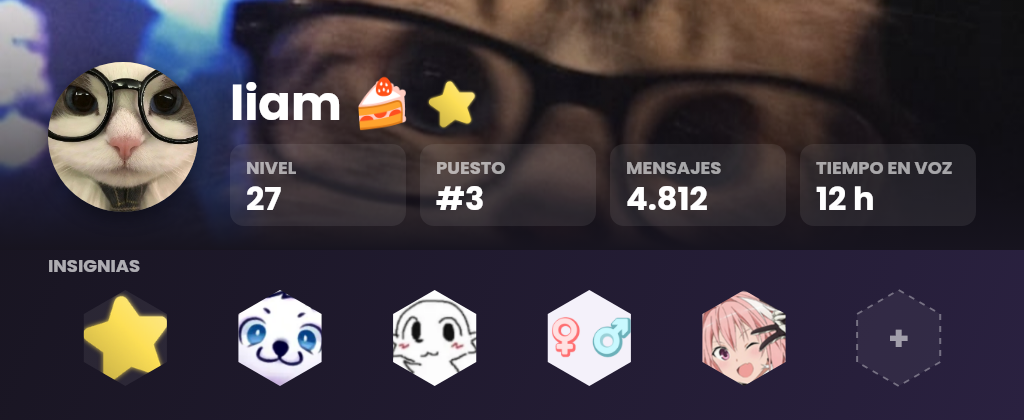 liam
NIVEL
27
PUESTO
#3
MENSAJES
4.812
TIEMPO EN VOZ
12 h
INSIGNIAS
+